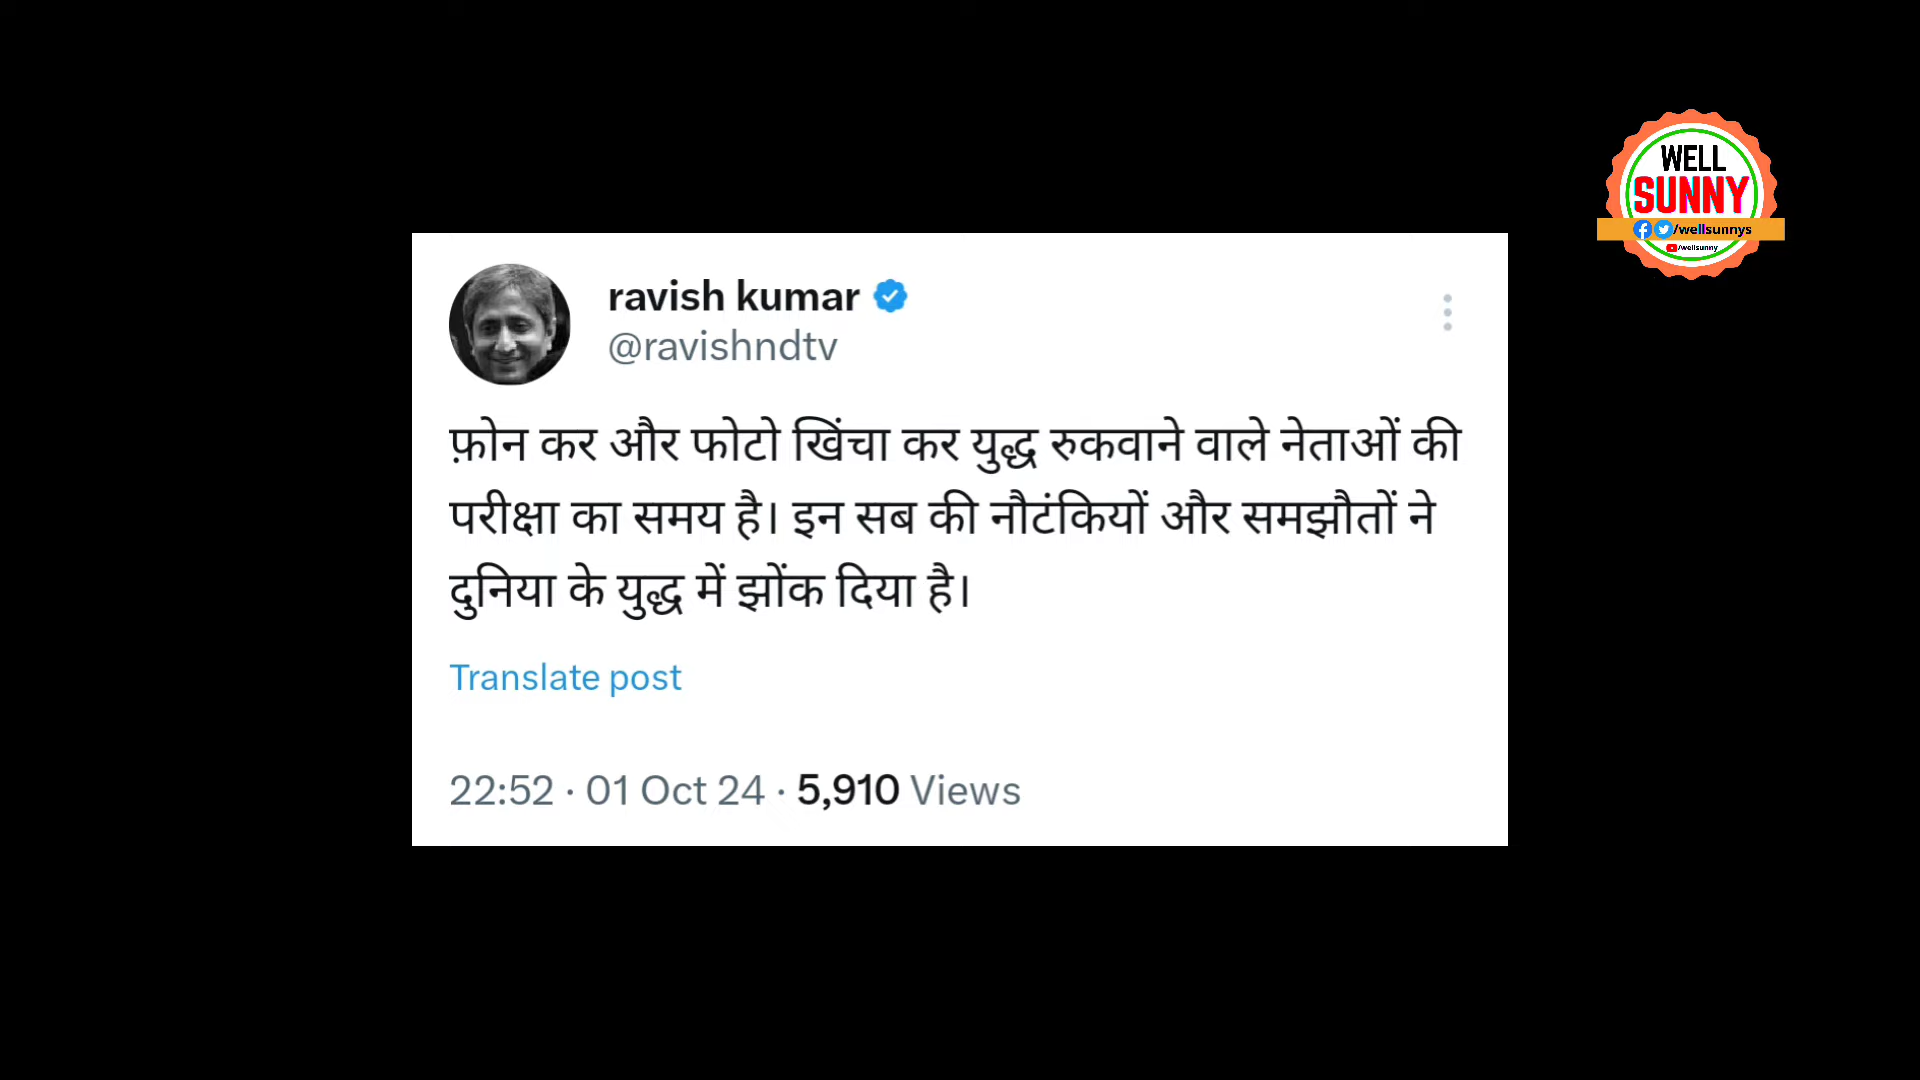 WELL
SUNNY
/wellsunnys
/wellsunny
ravish kumar
@ravishndtv
फ़ोन कर और फोटो खिंचा कर युद्ध रुकवाने वाले नेताओं की
परीक्षा का समय है। इन सब की नौटंकियों और समझौतों ने
दुनिया के युद्ध में झोंक दिया है।
Translate post
22:52 · 01 Oct 24 · 5,910 Views